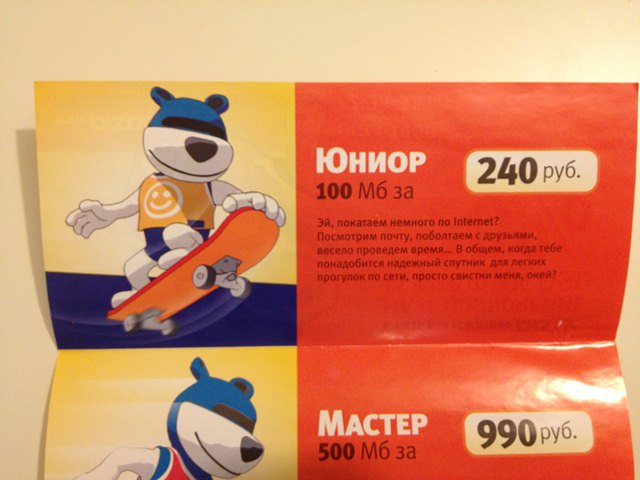 ЮНИОР
100 Мб за
240 руб.
Эй, покатаем немного по Internet?
Посмотрим почту, поболтаем с друзьями,
весело проведем время... В общем, когда тебе
понадобится надежный спутник для легких
прогулок по сети, просто свистни меня, окей?
МАСТЕР
500 Мб за
990 руб.